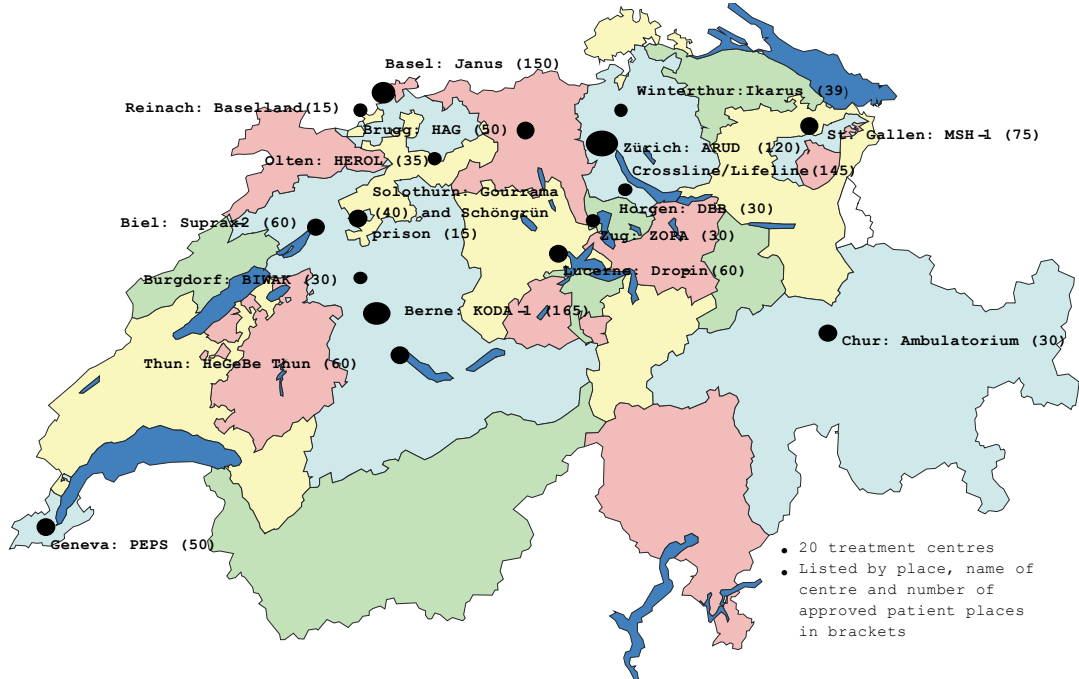 Basel: Janus (150)
Winterthur:Ikarus (39)
Reinach: Baselland(15)
Brugg: HAG (50)
St. Gallen: MSH-1 (75)
Zürich: ARUD (120)
Olten: HEROL (35)
Crossline/Lifeline(145)
Solothurn: Gourrama
(40) and Schöngrün
prison (15)
Horgen: DBB (30)
Biel: Suprax2 (60)
Zug: ZOPA (30)
Lucerne: Dropin(60)
Burgdorf: BIWAK (30)
Berne: KODA-1 (165)
Chur: Ambulatorium (30)
Thun: HeGeBe Thun (60)
Geneva: PEPS (50)
• 20 treatment centres
• Listed by place, name of
centre and number of
approved patient places
in brackets